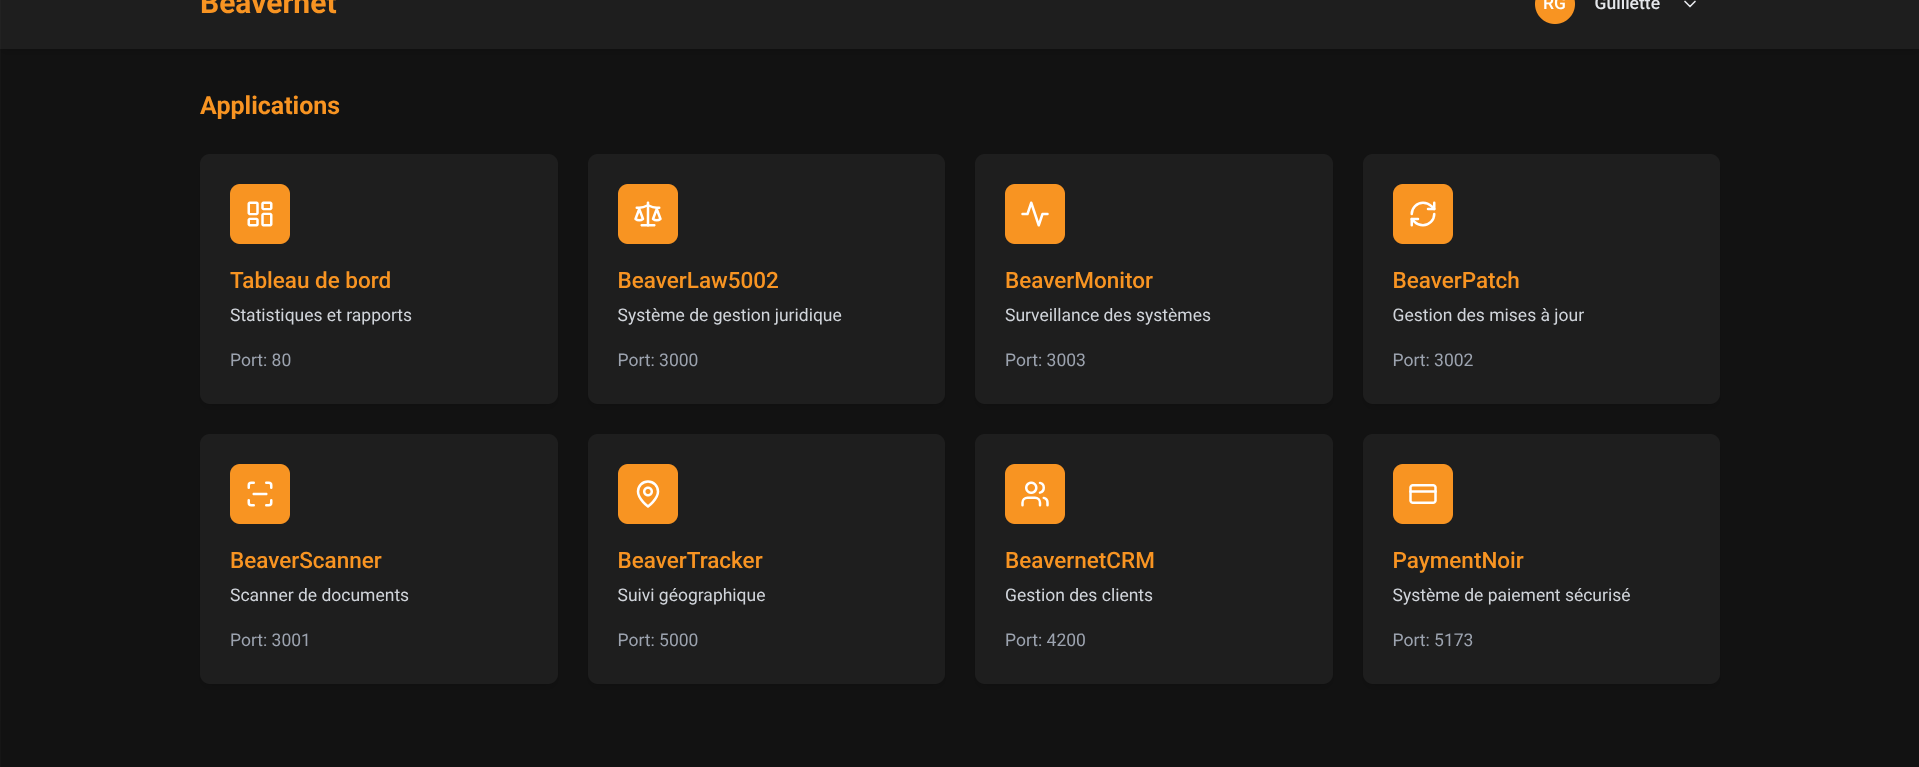 Beavernet
RG Guillette
Applications
Tableau de bord
Statistiques et rapports
Port: 80
BeaverLaw5002
Système de gestion juridique
Port: 3000
BeaverMonitor
Surveillance des systèmes
Port: 3003
BeaverPatch
Gestion des mises à jour
Port: 3002
BeaverScanner
Scanner de documents
Port: 3001
BeaverTracker
Suivi géographique
Port: 5000
BeavernetCRM
Gestion des clients
Port: 4200
PaymentNoir
Système de paiement sécurisé
Port: 5173